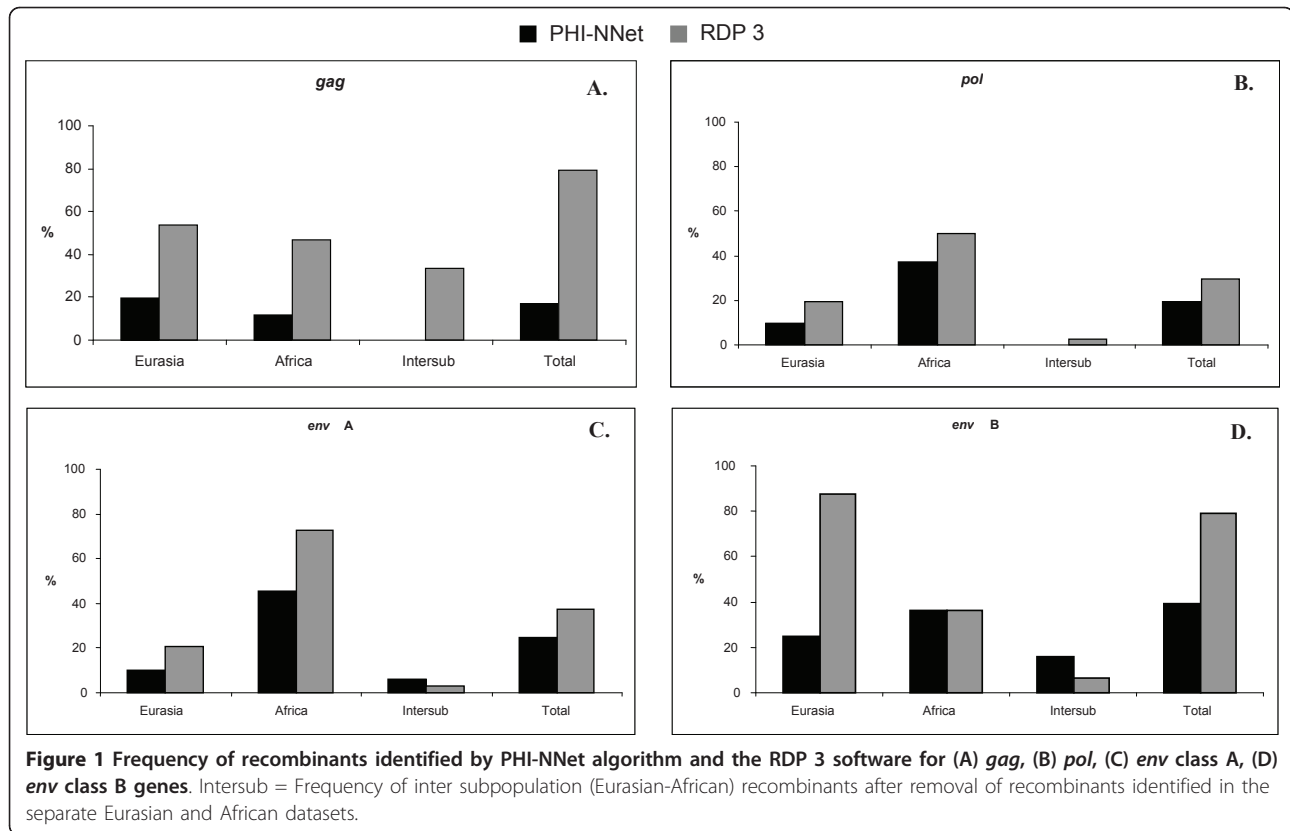 PHI-NNet RDP 3
gag A.
100
80
60
%
40
20
0
Eurasia Africa Intersub Total
pol B.
100
80
60
%
40
20
0
Eurasia Africa Intersub Total
env A C.
100
80
60
%
40
20
0
Eurasia Africa Intersub Total
env B D.
100
80
60
%
40
20
0
Eurasia Africa Intersub Total
Figure 1 Frequency of recombinants identified by PHI-NNet algorithm and the RDP 3 software for (A) gag, (B) pol, (C) env class A, (D)
env class B genes. Intersub = Frequency of inter subpopulation (Eurasian-African) recombinants after removal of recombinants identified in the
separate Eurasian and African datasets.